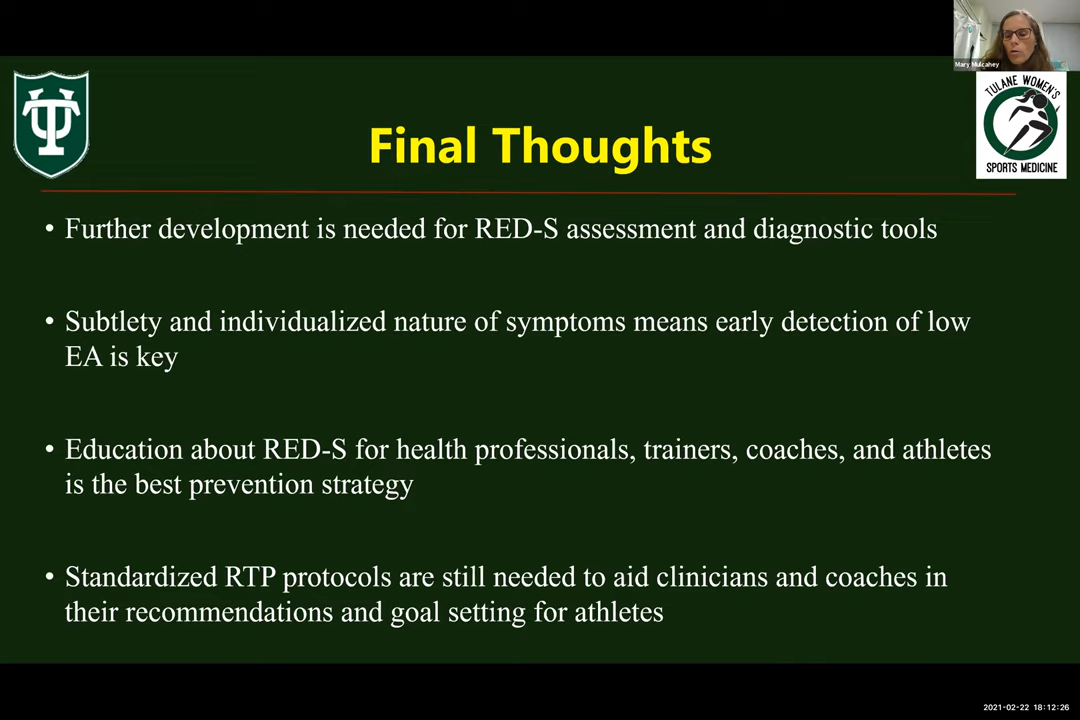 Mary Mulcahey
TULANE WOMEN'S
SPORTS MEDICINE
Final Thoughts
• Further development is needed for RED-S assessment and diagnostic tools
• Subtlety and individualized nature of symptoms means early detection of low
EA is key
• Education about RED-S for health professionals, trainers, coaches, and athletes
is the best prevention strategy
• Standardized RTP protocols are still needed to aid clinicians and coaches in
their recommendations and goal setting for athletes
2021-02-22 18:12:26